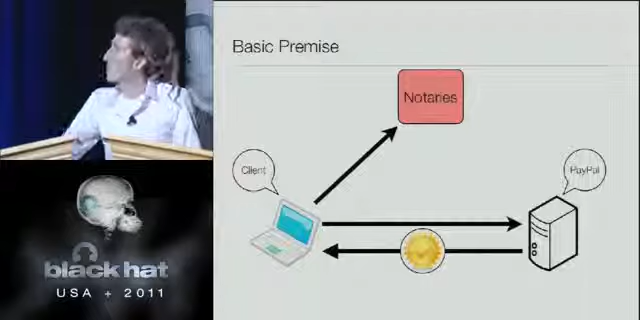 Basic Premise
Notaries
Client
PayPal
black hat
USA + 2011